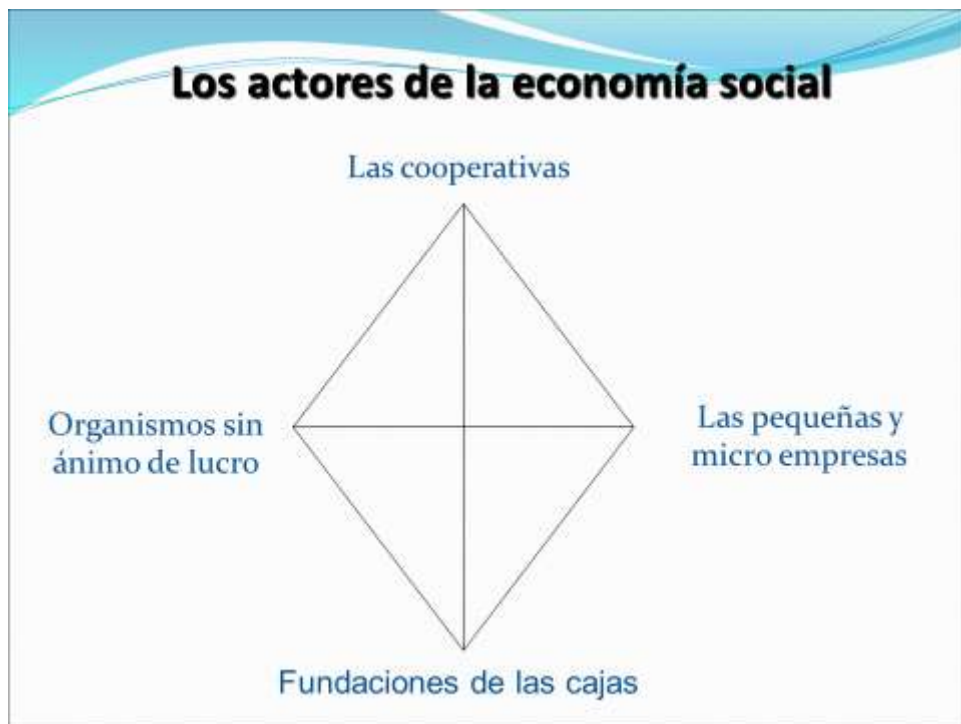 Los actores de la economía social
Las cooperativas
Organismos sin
ánimo de lucro
Las pequeñas y
micro empresas
Fundaciones de las cajas